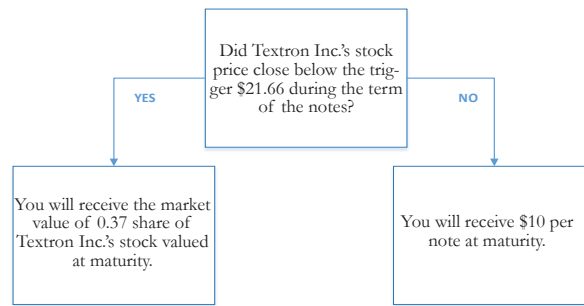 Did Textron Inc.'s stock
price close below the trig-
ger $21.66 during the term
of the notes?
YES
NO
You will receive the market
value of 0.37 share of
Textron Inc.'s stock valued
at maturity.
You will receive $10 per
note at maturity.